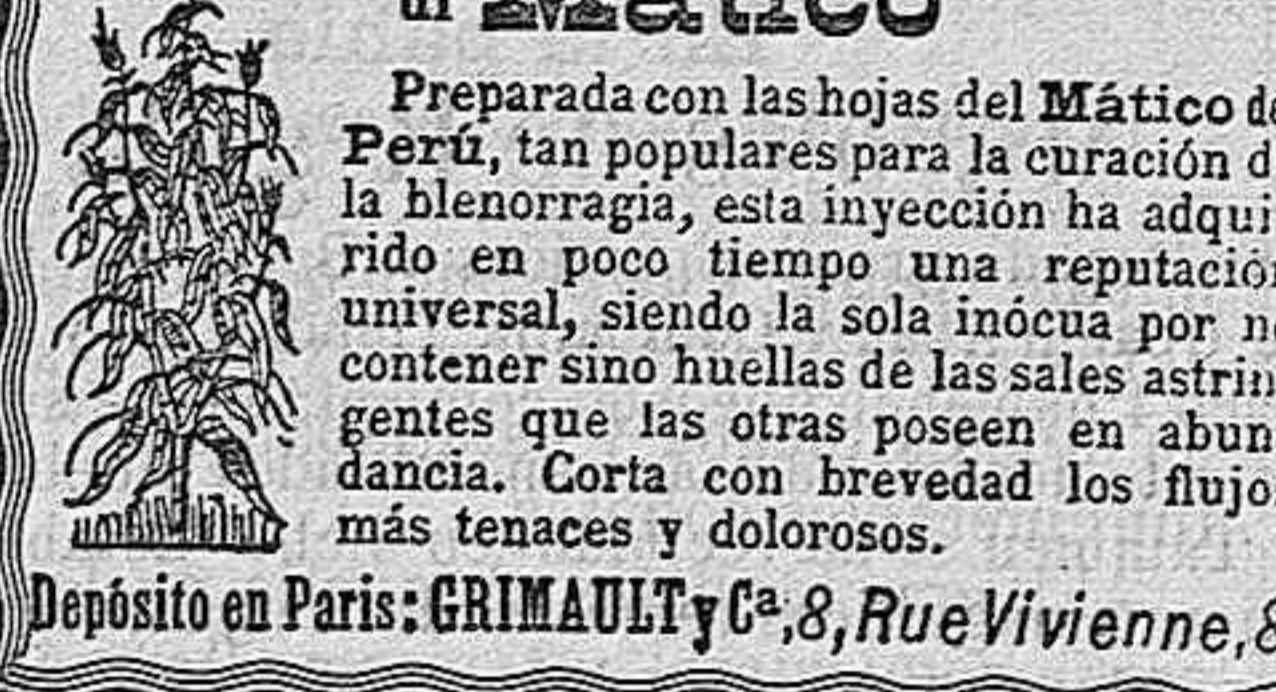 al Mático
Preparada con las hojas del Mático de
Perú, tan populares para la curación d
la blenorragia, esta inyección ha adqui
rido en poco tiempo una reputación
universal, siendo la sola inócua por no
contener sino huellas de las sales astrin
gentes que las otras poseen en abun
dancia. Corta con brevedad los flujo
más tenaces y dolorosos.
Depósito en Paris: GRIMAULT y Cª, 8, Rue Vivienne, 8